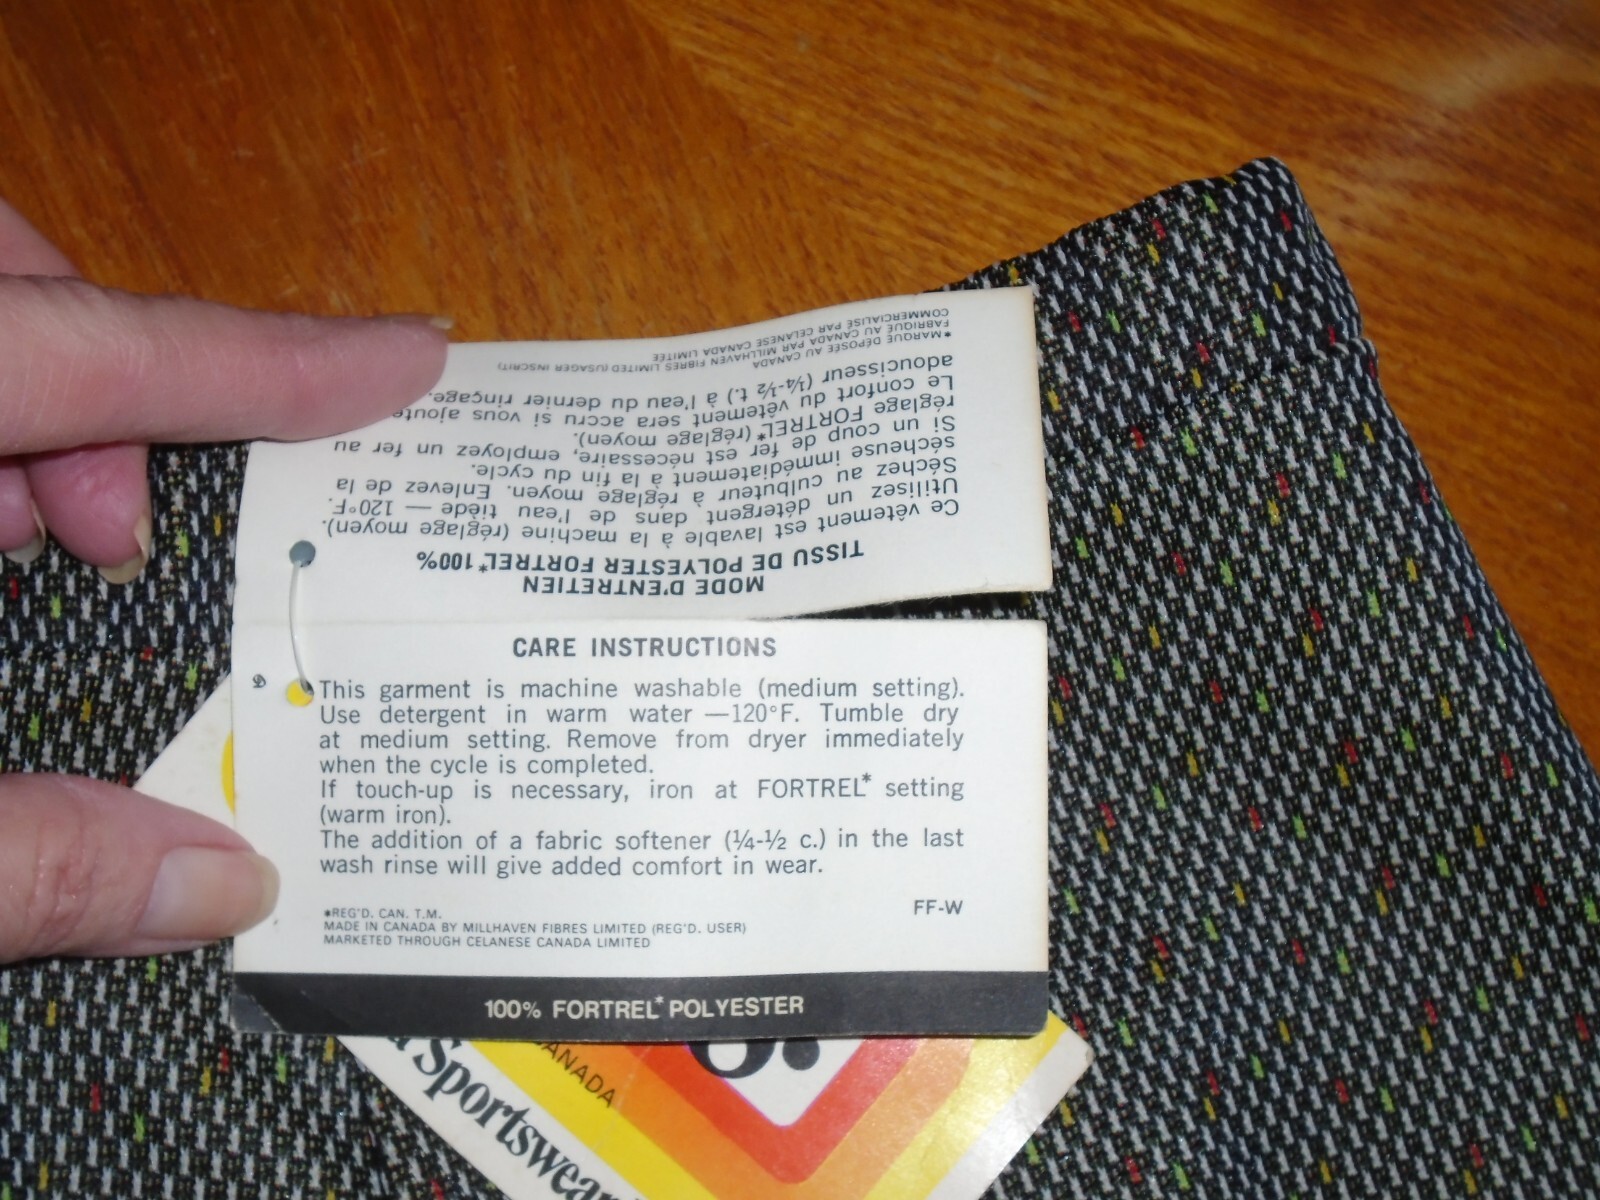 MODE D'ENTRETIEN
TISSU DE POLYESTER FORTREL* 100%
Ce vêtement est lavable à la machine (réglage moyen).
Utilisez un détergent dans de l'eau tiède — 120°F.
Séchez au culbuteur à réglage moyen. Enlevez de la
sécheuse immédiatement à la fin du cycle.
Si un coup de fer est nécessaire, employez un fer au
réglage FORTREL* (réglage moyen).
Le confort du vêtement sera accru si vous ajoute
adoucisseur (¼-½ t.) à l'eau du dernier rinçage.
*MARQUE DÉPOSÉE AU CANADA
FABRIQUÉ AU CANADA PAR MILLHAVEN FIBRES LIMITED (USAGER INSCRIT)
COMMERCIALISÉ PAR CELANESE CANADA LIMITÉE
CARE INSTRUCTIONS
This garment is machine washable (medium setting).
Use detergent in warm water —120°F. Tumble dry
at medium setting. Remove from dryer immediately
when the cycle is completed.
If touch-up is necessary, iron at FORTREL* setting
(warm iron).
The addition of a fabric softener (¼-½ c.) in the last
wash rinse will give added comfort in wear.
FF-W
*REG'D. CAN. T.M.
MADE IN CANADA BY MILLHAVEN FIBRES LIMITED (REG'D. USER)
MARKETED THROUGH CELANESE CANADA LIMITED
100% FORTREL* POLYESTER
CANADA
Sportswear